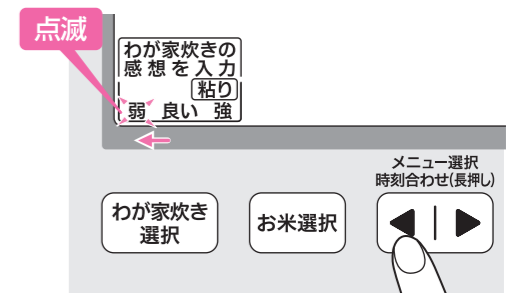 点滅
わが家炊きの
感想を入力
粘り
弱 良い 強
メニュー選択
時刻合わせ(長押し)
わが家炊き
選択
お米選択